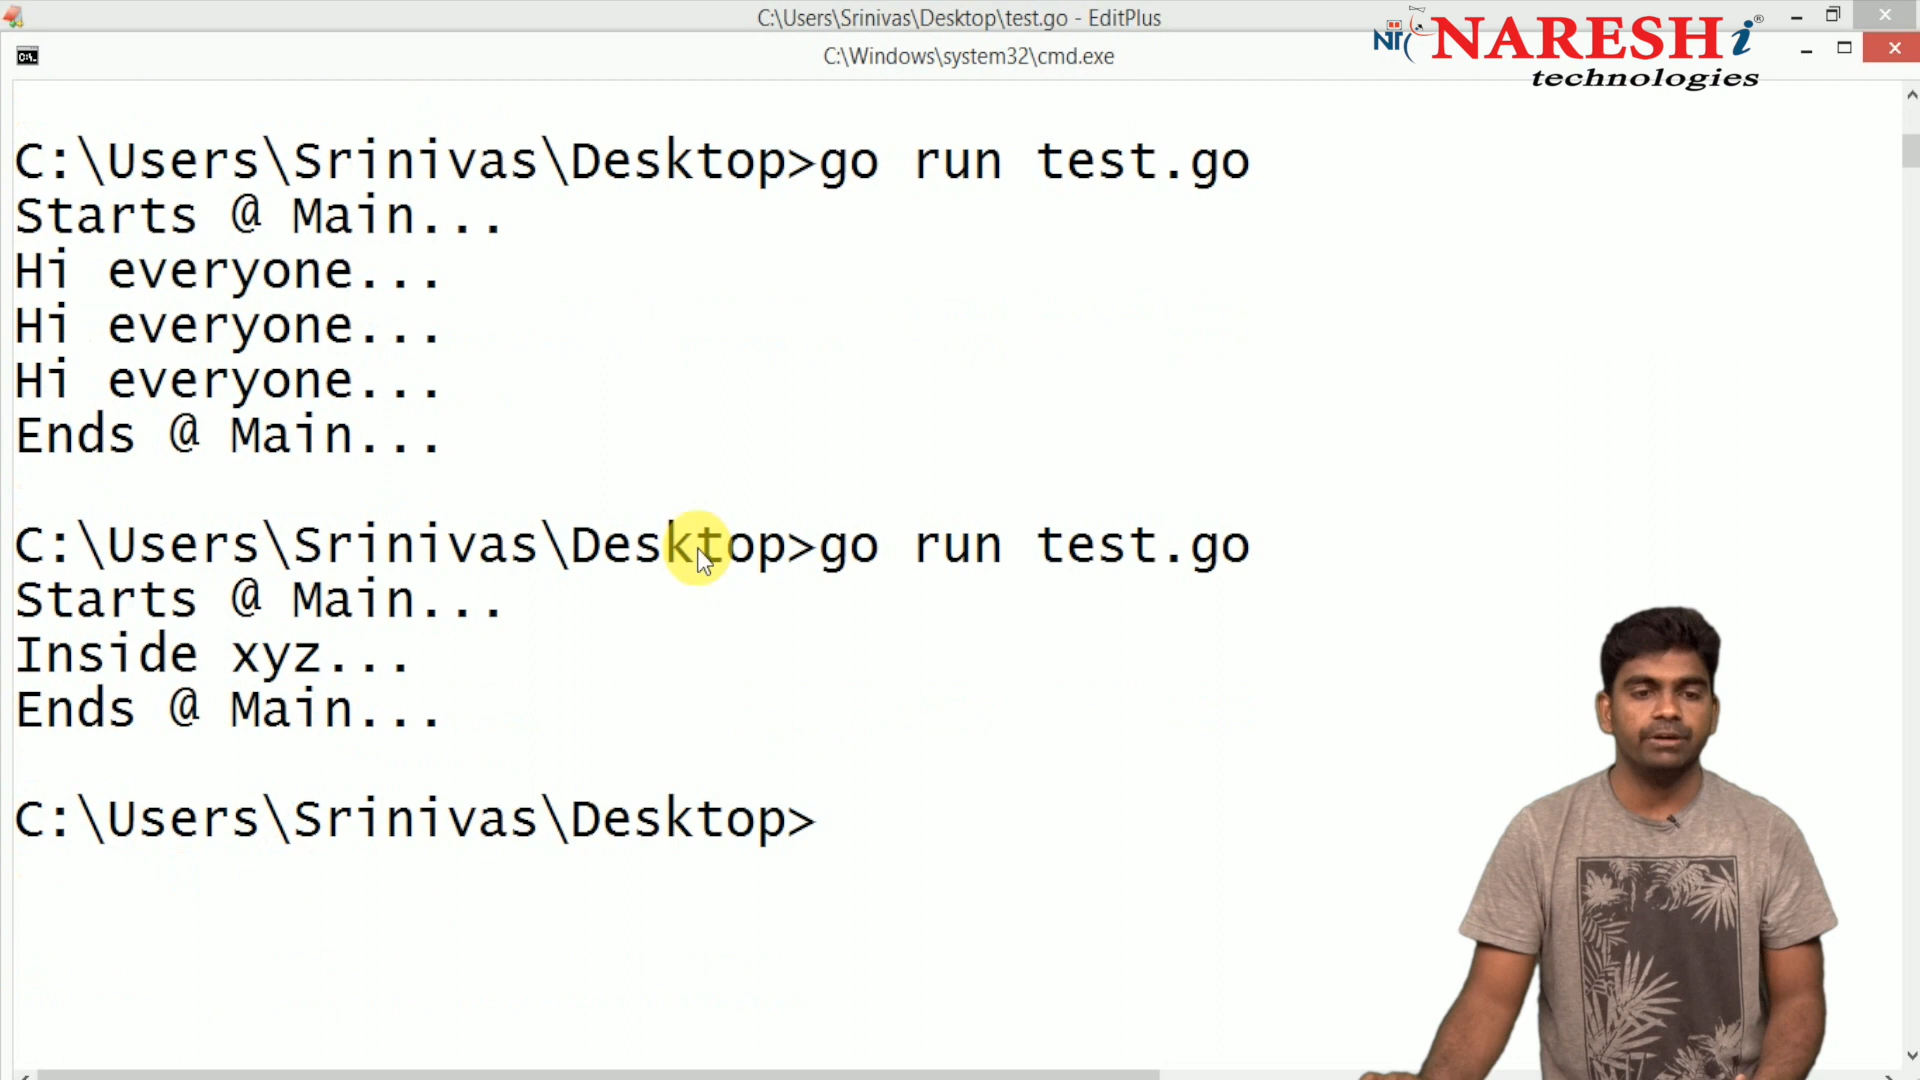 C:\Users\Srinivas\Desktop\test.go - EditPlus
C:\Windows\system32\cmd.exe
NARESH i ®
technologies
C:\Users\Srinivas\Desktop>go run test.go
Starts @ Main...
Hi everyone...
Hi everyone...
Hi everyone...
Ends @ Main...
C:\Users\Srinivas\Desktop>go run test.go
Starts @ Main...
Inside xyz...
Ends @ Main...
C:\Users\Srinivas\Desktop>